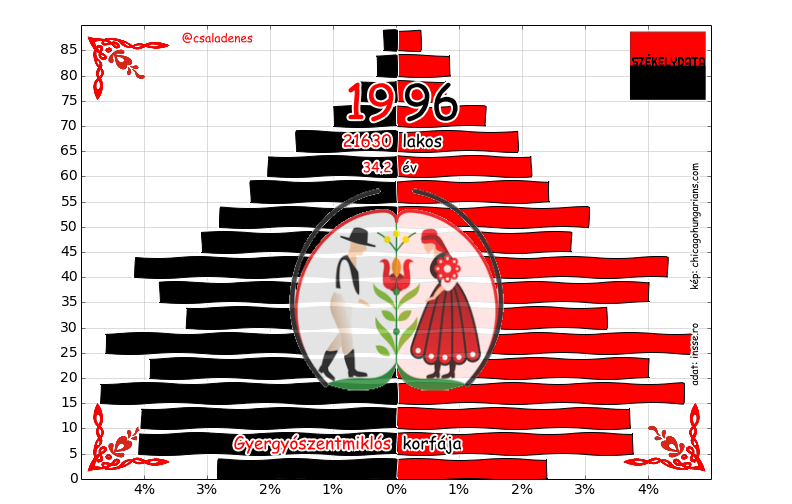 @csaladenes
SZÉKELYDATA
1996
21630 lakos
34.2 év
kép: chicagohungarians.com
adat: insse.ro
Gyergyószentmiklós korfája
85
80
75
70
65
60
55
50
45
40
35
30
25
20
15
10
5
0
4% 3% 2% 1% 0% 1% 2% 3% 4%